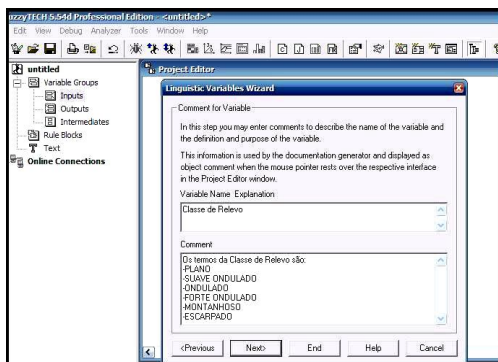 uzzyTECH 5.54d Professional Edition - <untitled>*
Edit View Debug Analyzer Tools Window Help
untitled
Variable Groups
Inputs
Outputs
Intermediates
Rule Blocks
Text
Online Connections
Project Editor
Linguistic Variables Wizard
Comment for Variable
In this step you may enter comments to describe the name of the variable and
the definition and purpose of the variable.
This information is used by the documentation generator and displayed as
object comment when the mouse pointer rests over the respective interface
in the Project Editor window.
Variable Name Explanation
Classe de Relevo
Comment
Os termos da Classe de Relevo são:
-PLANO
-SUAVE ONDULADO
-ONDULADO
-FORTE ONDULADO
-MONTANHOSO
-ESCARPADO
<Previous Next> End Help Cancel